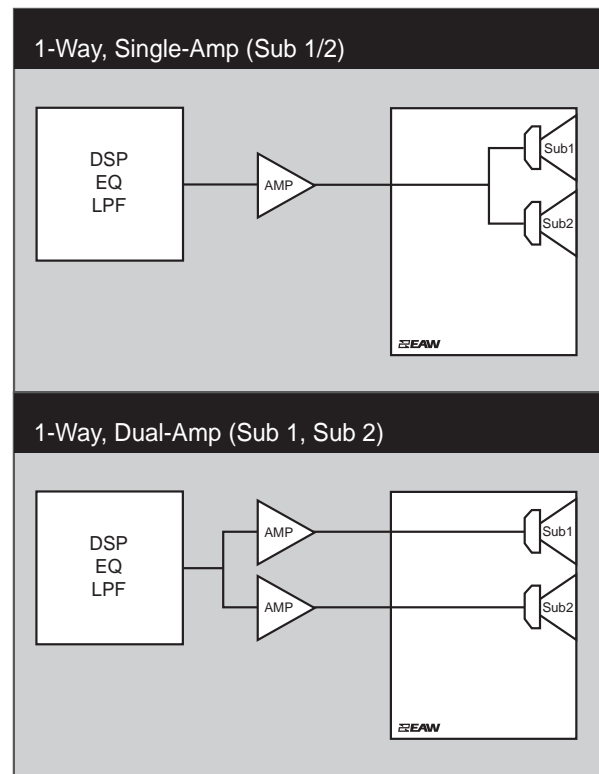 1-Way, Single-Amp (Sub 1/2)
DSP
EQ
LPF
AMP
Sub1
Sub2
EAW
1-Way, Dual-Amp (Sub 1, Sub 2)
DSP
EQ
LPF
AMP
AMP
Sub1
Sub2
EAW